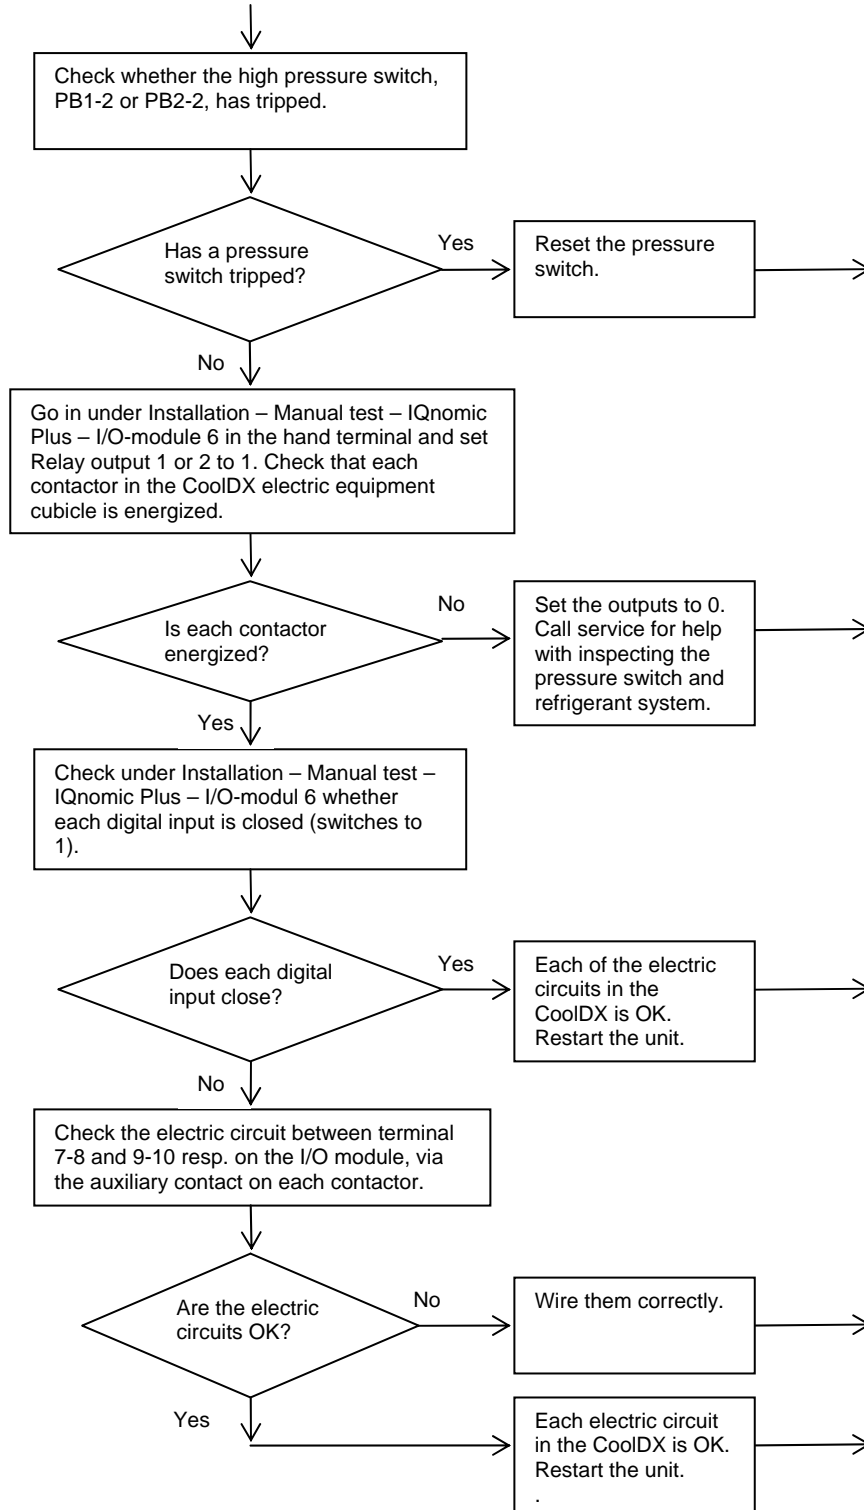 Check whether the high pressure switch,
PB1-2 or PB2-2, has tripped.
Has a pressure
switch tripped?
Yes
Reset the pressure
switch.
No
Go in under Installation – Manual test – IQnomic
Plus – I/O-module 6 in the hand terminal and set
Relay output 1 or 2 to 1. Check that each
contactor in the CoolDX electric equipment
cubicle is energized.
Is each contactor
energized?
No
Set the outputs to 0.
Call service for help
with inspecting the
pressure switch and
refrigerant system.
Yes
Check under Installation – Manual test –
IQnomic Plus – I/O-modul 6 whether
each digital input is closed (switches to
1).
Does each digital
input close?
Yes
Each of the electric
circuits in the
CoolDX is OK.
Restart the unit.
No
Check the electric circuit between terminal
7-8 and 9-10 resp. on the I/O module, via
the auxiliary contact on each contactor.
Are the electric
circuits OK?
No
Wire them correctly.
Yes
Each electric circuit
in the CoolDX is OK.
Restart the unit.
.